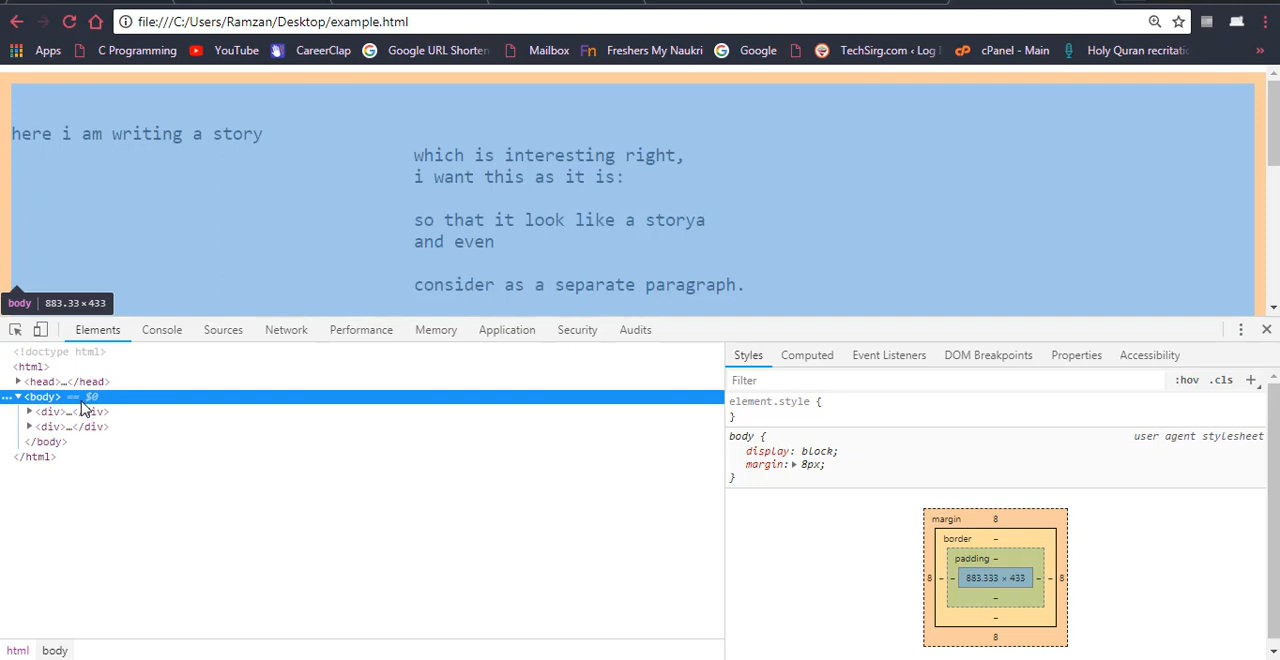 file:///C:/Users/Ramzan/Desktop/example.html
Apps C Programming YouTube CareerClap Google URL Shorten Mailbox Fn Freshers My Naukri Google TechSirg.com ‹ Log I cP cPanel - Main Holy Quran recritati »
here i am writing a story
which is interesting right,
i want this as it is:
so that it look like a storya
and even
consider as a separate paragraph.
body 883.33 × 433
Elements Console Sources Network Performance Memory Application Security Audits
<!doctype html>
<html>
<head>…</head>
… <body> == $0
<div>…</div>
<div>…</div>
</body>
</html>
html body
Styles Computed Event Listeners DOM Breakpoints Properties Accessibility
Filter :hov .cls +
element.style {
}
body { user agent stylesheet
display: block;
margin: 8px;
}
margin 8
border –
padding –
8 – – 883.333 × 433 – – 8
–
–
8